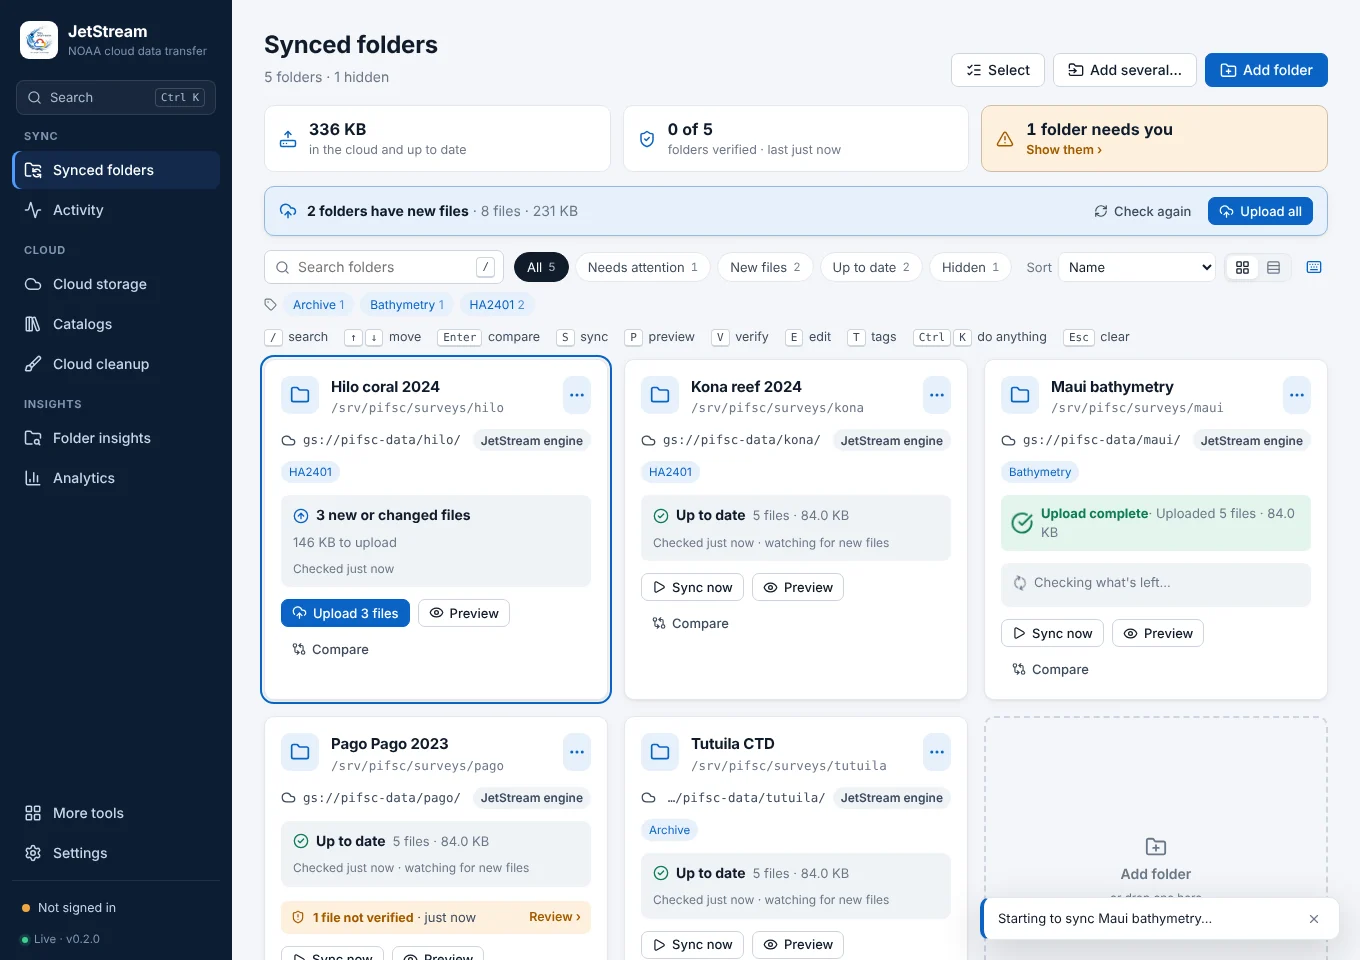 JetStream
NOAA cloud data transfer
Search Ctrl K
SYNC
Synced folders
Activity
CLOUD
Cloud storage
Catalogs
Cloud cleanup
INSIGHTS
Folder insights
Analytics
More tools
Settings
Not signed in
Live · v0.2.0
Synced folders
5 folders · 1 hidden
Select
Add several...
Add folder
336 KB
in the cloud and up to date
0 of 5
folders verified · last just now
1 folder needs you
Show them ›
2 folders have new files · 8 files · 231 KB
Check again
Upload all
Search folders /
All 5
Needs attention 1
New files 2
Up to date 2
Hidden 1
Sort
Name
Archive 1
Bathymetry 1
HA2401 2
/ search ↑ ↓ move Enter compare S sync P preview V verify E edit T tags Ctrl K do anything Esc clear
Hilo coral 2024
/srv/pifsc/surveys/hilo
gs://pifsc-data/hilo/ JetStream engine
HA2401
3 new or changed files
146 KB to upload
Checked just now
Upload 3 files
Preview
Compare
Kona reef 2024
/srv/pifsc/surveys/kona
gs://pifsc-data/kona/ JetStream engine
HA2401
Up to date 5 files · 84.0 KB
Checked just now · watching for new files
Sync now
Preview
Compare
Maui bathymetry
/srv/pifsc/surveys/maui
gs://pifsc-data/maui/ JetStream engine
Bathymetry
Upload complete · Uploaded 5 files · 84.0
KB
Checking what's left...
Sync now
Preview
Compare
Pago Pago 2023
/srv/pifsc/surveys/pago
gs://pifsc-data/pago/ JetStream engine
Up to date 5 files · 84.0 KB
Checked just now · watching for new files
1 file not verified · just now Review ›
Sync now
Preview
Tutuila CTD
/srv/pifsc/surveys/tutuila
…/pifsc-data/tutuila/ JetStream engine
Archive
Up to date 5 files · 84.0 KB
Checked just now · watching for new files
Sync now
Preview
Add folder
Starting to sync Maui bathymetry...